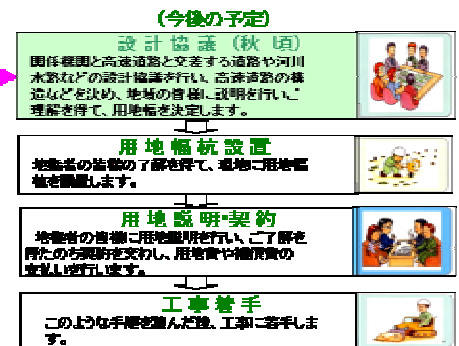 (今後の予定)
設計協議（秋 頃）
関係機関と高速道路と交差する道路や河川
水路などの設計協議を行い、高速道路の構
造などを決め、地域の皆様に説明を行い、ご
理解を得て、用地幅を決定します。
用地幅杭設置
地権者の皆様の了解を得て、現地に用地幅
杭を設置します。
用地説明・契約
地権者の皆様に用地説明を行い、ご了解を
得たのち契約を交わし、用地費や補償費の
支払いを行います。
工事着手
このような手順を踏んだ後、工事に着手しま
す。